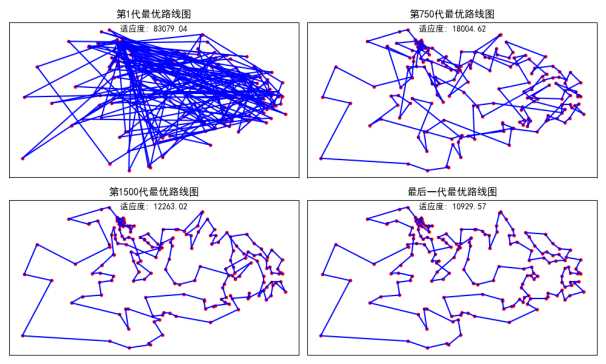 第1代最优路线图
适应度: 83079.04
第750代最优路线图
适应度: 18004.62
第1500代最优路线图
适应度: 12263.02
最后一代最优路线图
适应度: 10929.57